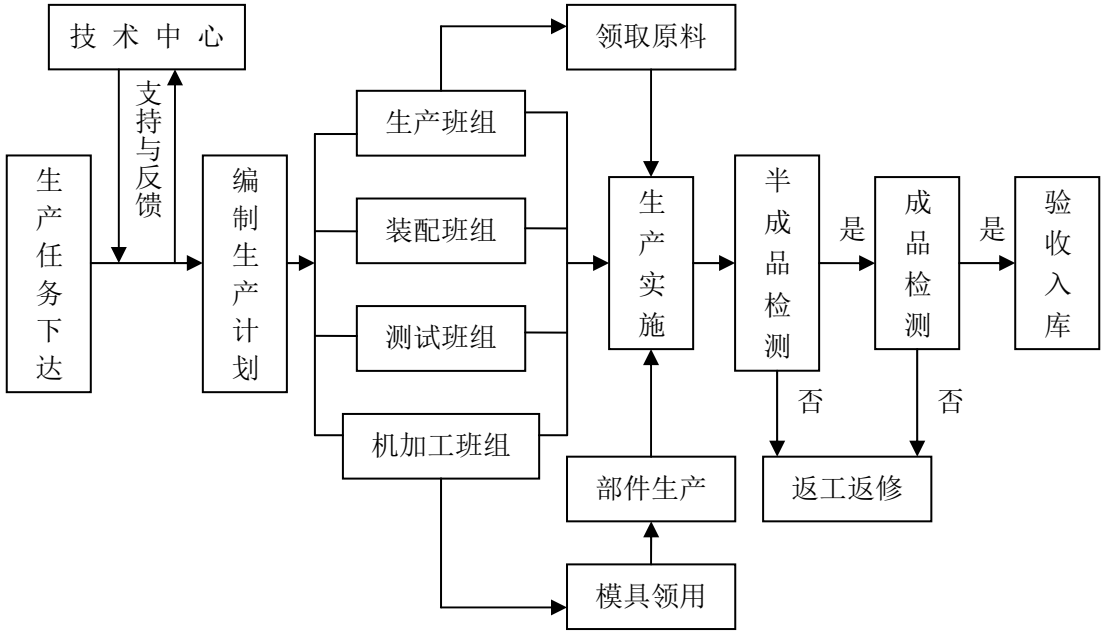 技术中心
领取原料
支持与反馈
生产班组
生产任务下达
编制生产计划
装配班组
测试班组
机加工班组
生产实施
半成品检测
是
成品检测
是
验收入库
否
否
部件生产
返工返修
模具领用